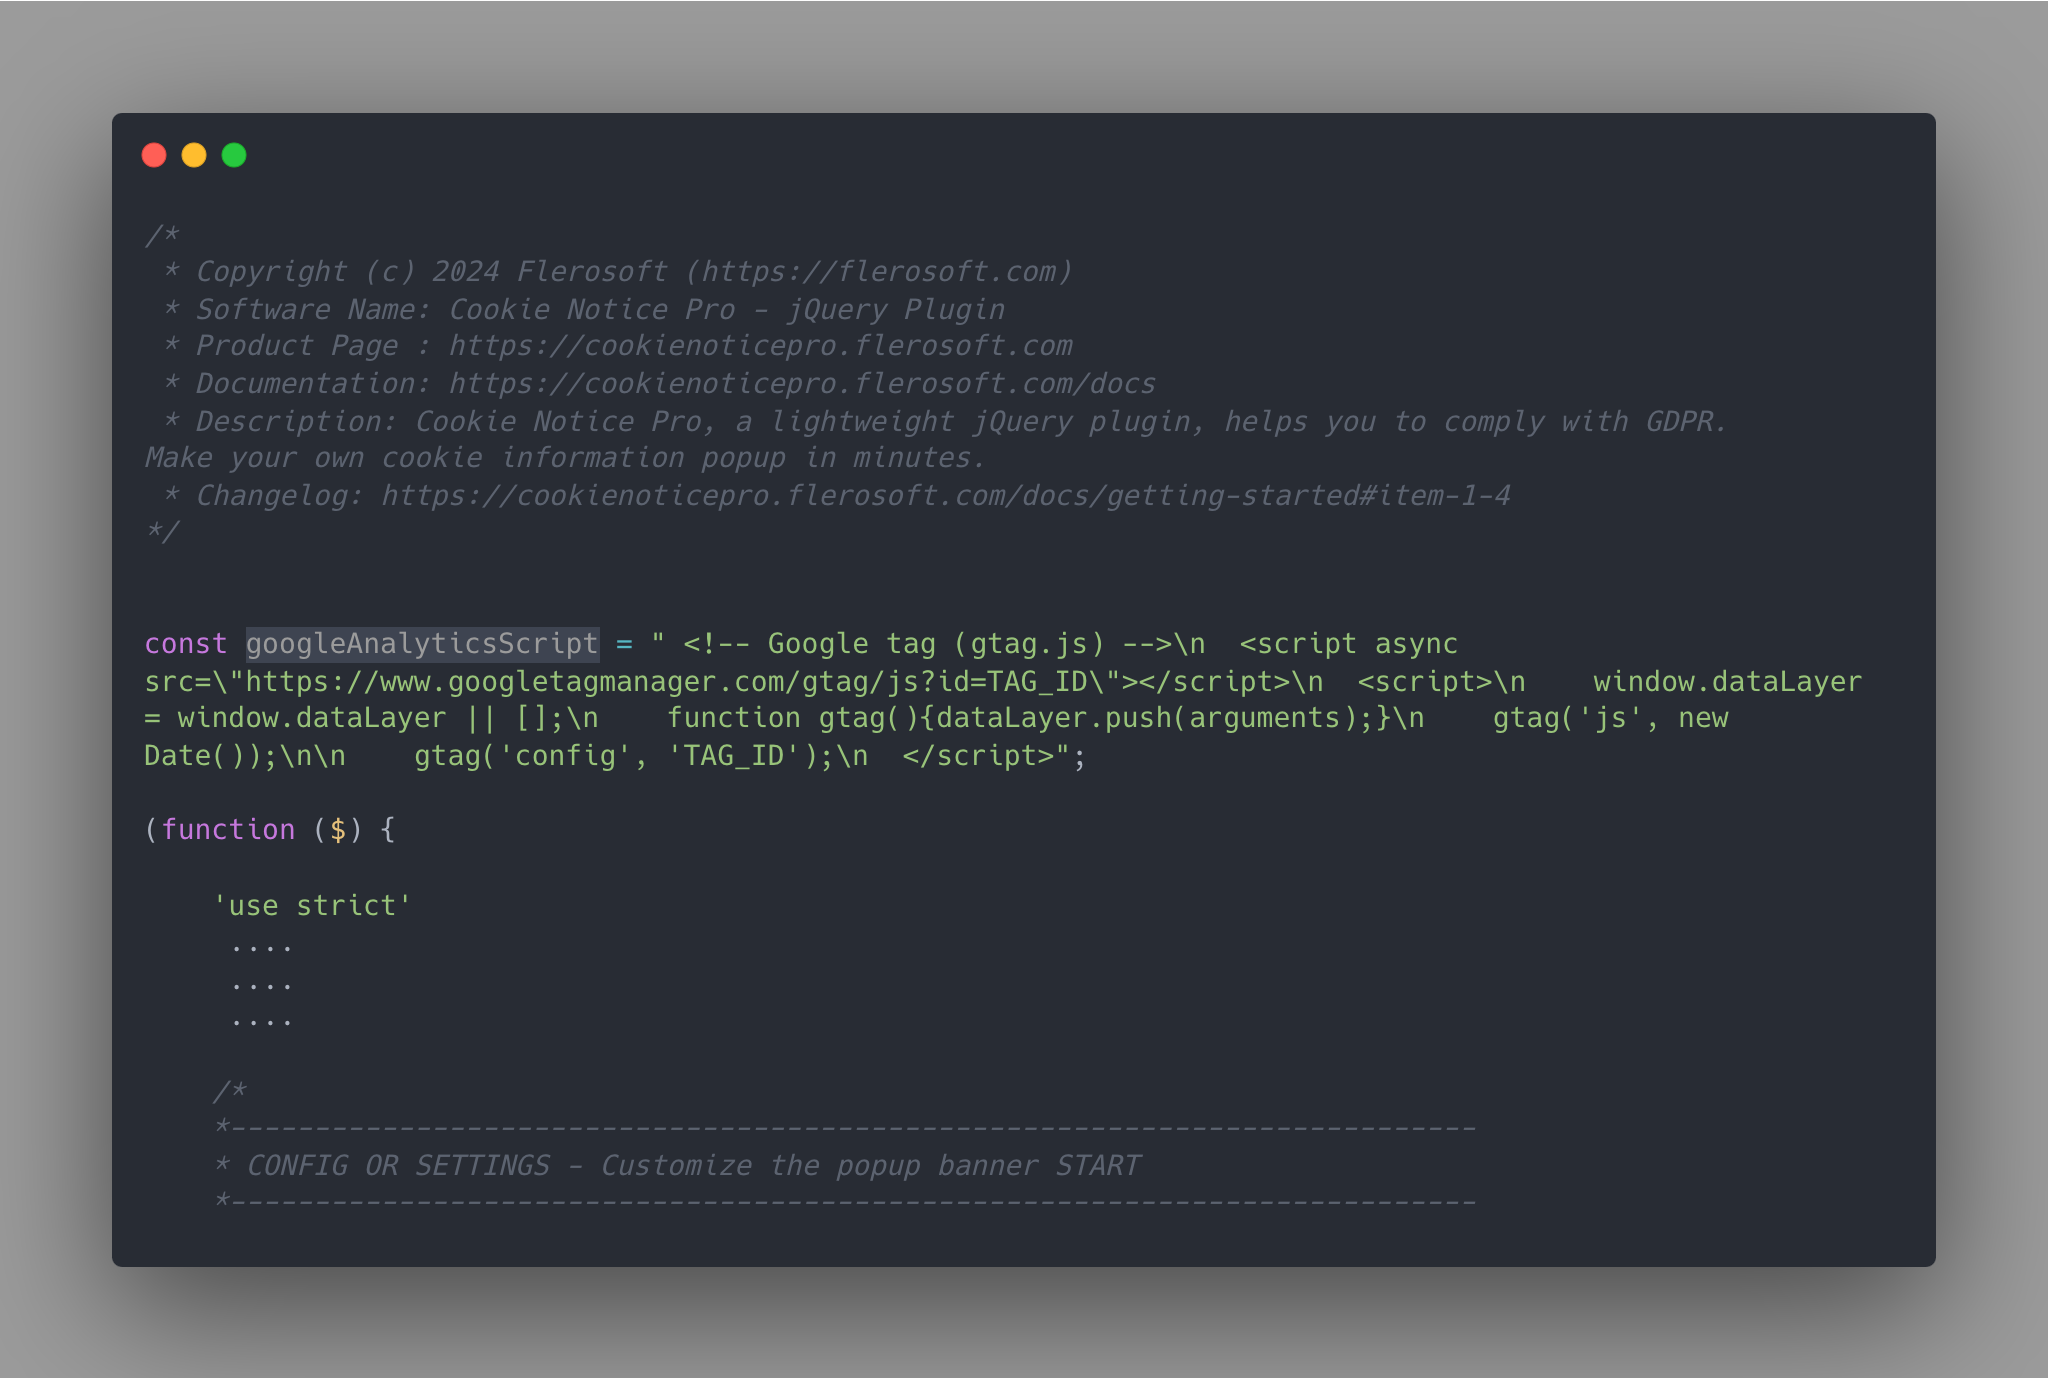 /*
 * Copyright (c) 2024 Flerosoft (https://flerosoft.com)
 * Software Name: Cookie Notice Pro - jQuery Plugin
 * Product Page : https://cookienoticepro.flerosoft.com
 * Documentation: https://cookienoticepro.flerosoft.com/docs
 * Description: Cookie Notice Pro, a lightweight jQuery plugin, helps you to comply with GDPR.
Make your own cookie information popup in minutes.
 * Changelog: https://cookienoticepro.flerosoft.com/docs/getting-started#item-1-4
*/
const googleAnalyticsScript = " <!-- Google tag (gtag.js) -->\n  <script async
src=\"https://www.googletagmanager.com/gtag/js?id=TAG_ID\"></script>\n  <script>\n    window.dataLayer
= window.dataLayer || [];\n    function gtag(){dataLayer.push(arguments);}\n    gtag('js', new
Date());\n\n    gtag('config', 'TAG_ID');\n  </script>";
(function ($) {
    'use strict'
     ....
     ....
     ....
    /*
    *--------------------------------------------------------------------------
    * CONFIG OR SETTINGS - Customize the popup banner START
    *--------------------------------------------------------------------------